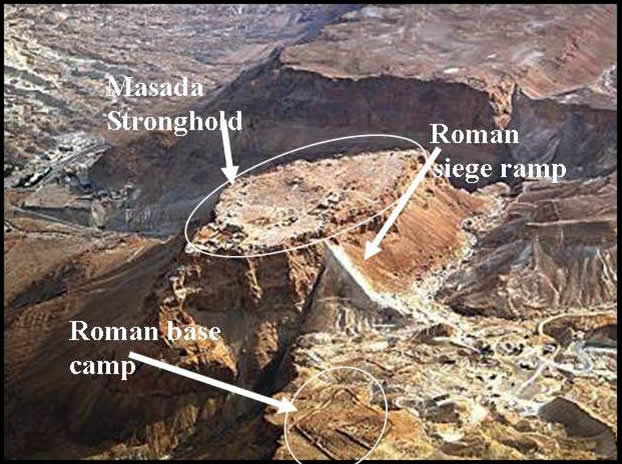 Masada
Stronghold
Roman
siege ramp
Roman base
camp